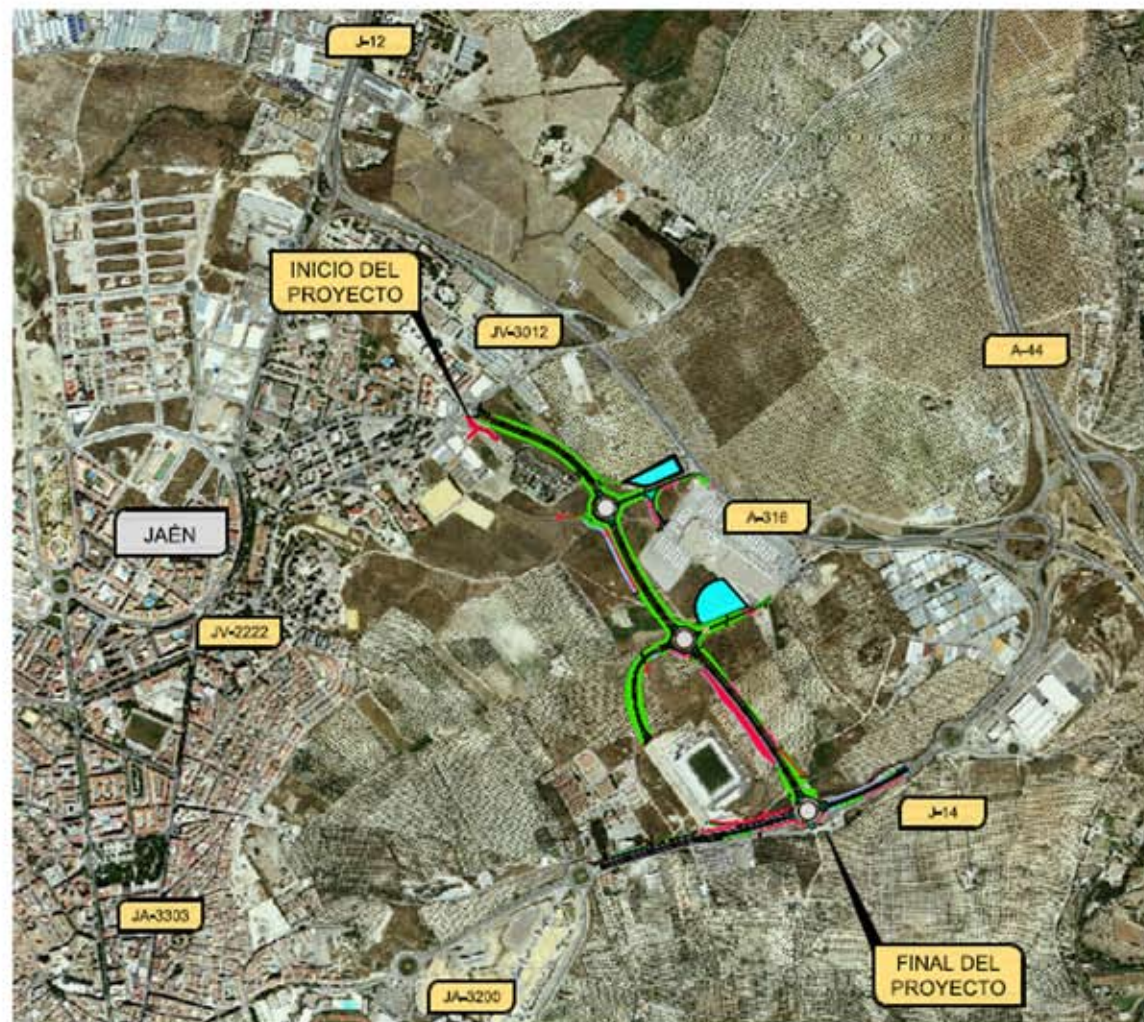 J-12
INICIO DEL
PROYECTO
JV-3012
A-44
A-316
JAÉN
JV-2222
J-14
JA-3303
FINAL DEL
PROYECTO
JA-3200